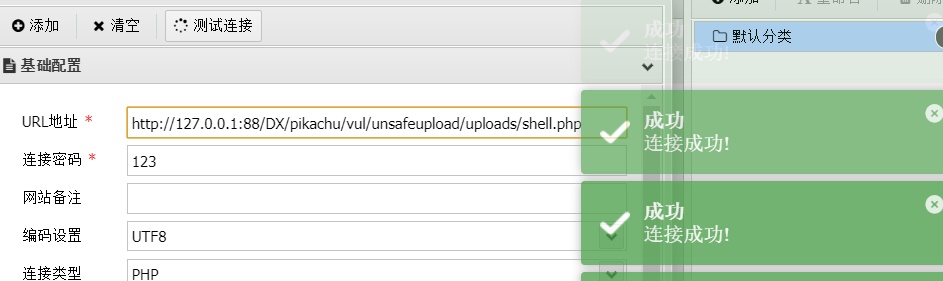 添加 清空 测试连接
基础配置
默认分类
URL地址 * http://127.0.0.1:88/DX/pikachu/vul/unsafeupload/uploads/shell.php
连接密码 * 123
网站备注
编码设置 UTF8
连接类型 PHP
成功
连接成功!
成功
连接成功!
成功
连接成功!